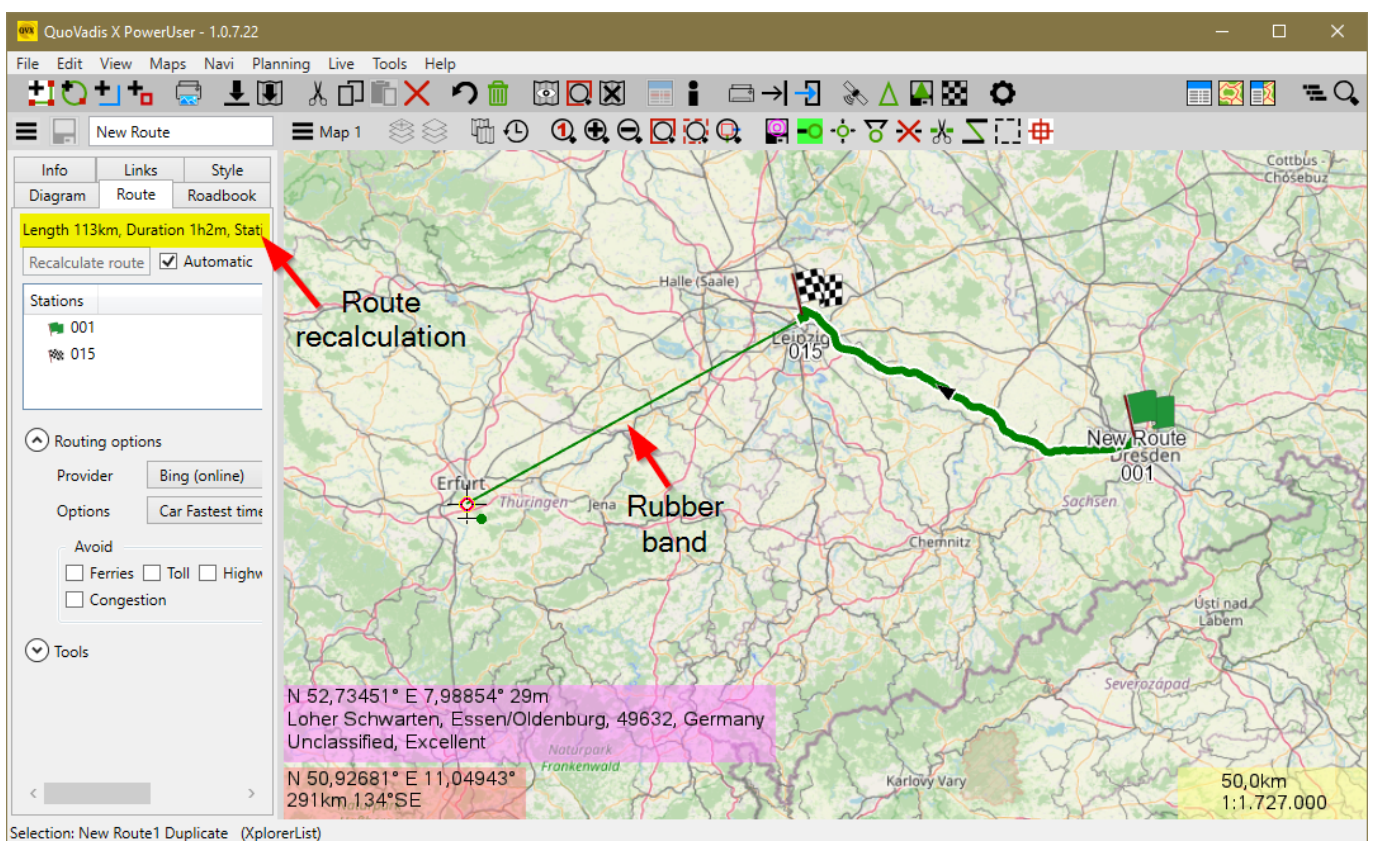 QVX QuoVadis X PowerUser - 1.0.7.22
File Edit View Maps Navi Planning Live Tools Help
New Route
Map 1
1
Info Links Style
Diagram Route Roadbook
Length 113km, Duration 1h2m, Stati
Recalculate route Automatic
Stations
001
015
Routing options
Provider Bing (online)
Options Car Fastest time
Avoid
Ferries Toll Highw
Congestion
Tools
Route
recalculation
Cottbus -
Chóśebuz
Halle (Saale)
Leipzig
015
New Route
Dresden
001
Erfurt
Thüringen
Jena
Rubber
band
Sachsen
Chemnitz
Ústí nad
Labem
Severozápad
Karlovy Vary
N 52,73451° E 7,98854° 29m
Loher Schwarten, Essen/Oldenburg, 49632, Germany
Unclassified, Excellent
Naturpark
Frankenwald
N 50,92681° E 11,04943°
291km 134°SE
50,0km
1:1.727.000
Selection: New Route1 Duplicate (XplorerList)